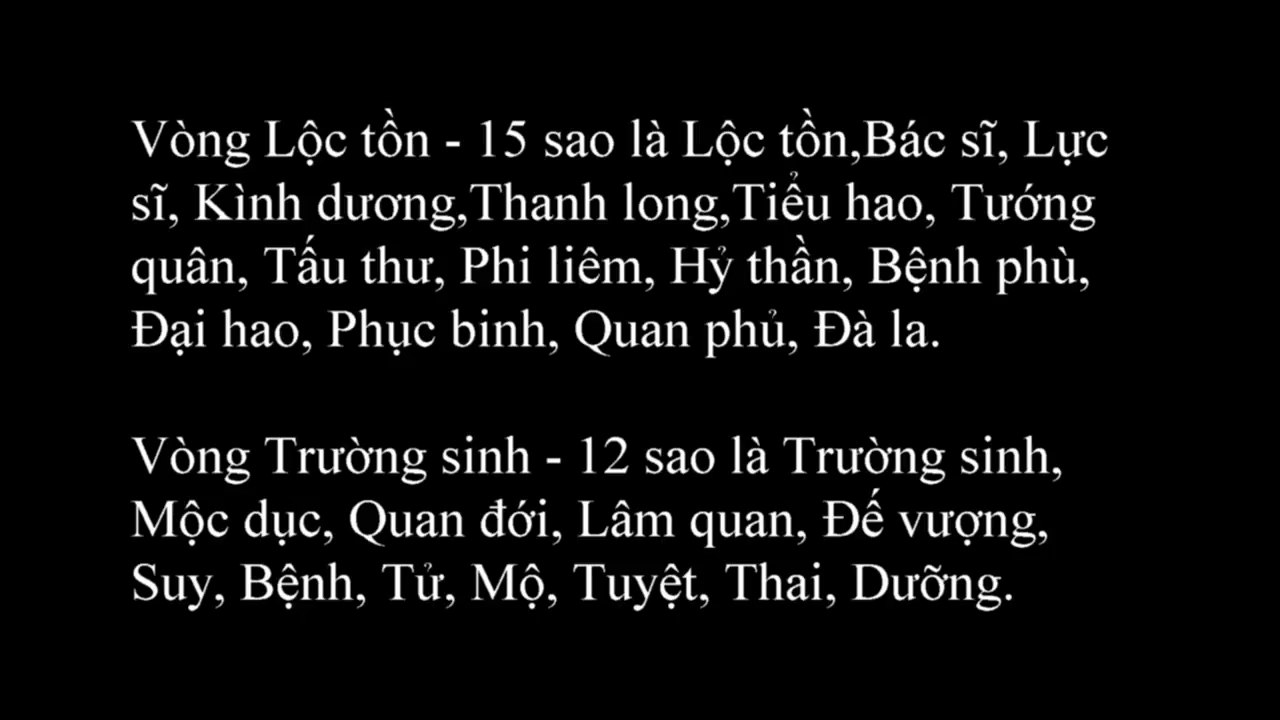 Vòng Lộc tồn - 15 sao là Lộc tồn,Bác sĩ, Lực
sĩ, Kình dương,Thanh long,Tiểu hao, Tướng
quân, Tấu thư, Phi liêm, Hỷ thần, Bệnh phù,
Đại hao, Phục binh, Quan phủ, Đà la.
Vòng Trường sinh - 12 sao là Trường sinh,
Mộc dục, Quan đới, Lâm quan, Đế vượng,
Suy, Bệnh, Tử, Mộ, Tuyệt, Thai, Dưỡng.